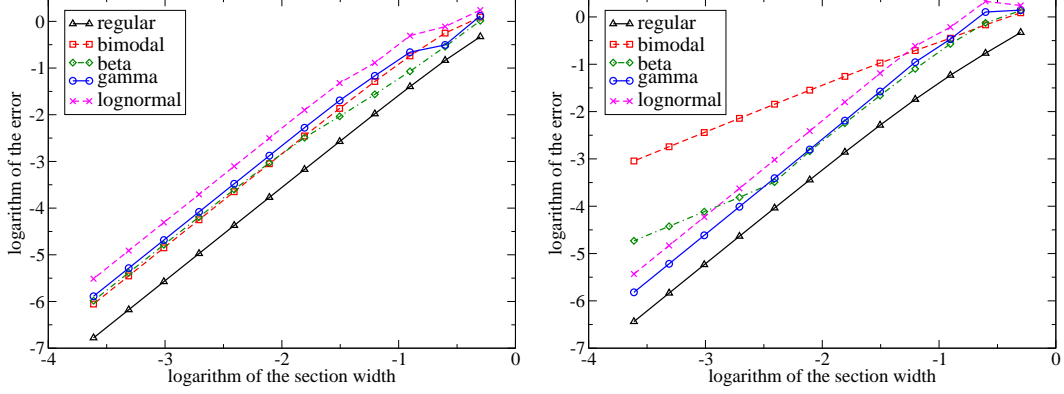 logarithm of the error
0
-1
-2
-3
-4
-5
-6
-7
regular
bimodal
beta
gamma
lognormal
-4
-3
-2
-1
0
logarithm of the section width
logarithm of the error
0
-1
-2
-3
-4
-5
-6
-7
regular
bimodal
beta
gamma
lognormal
-4
-3
-2
-1
0
logarithm of the section width